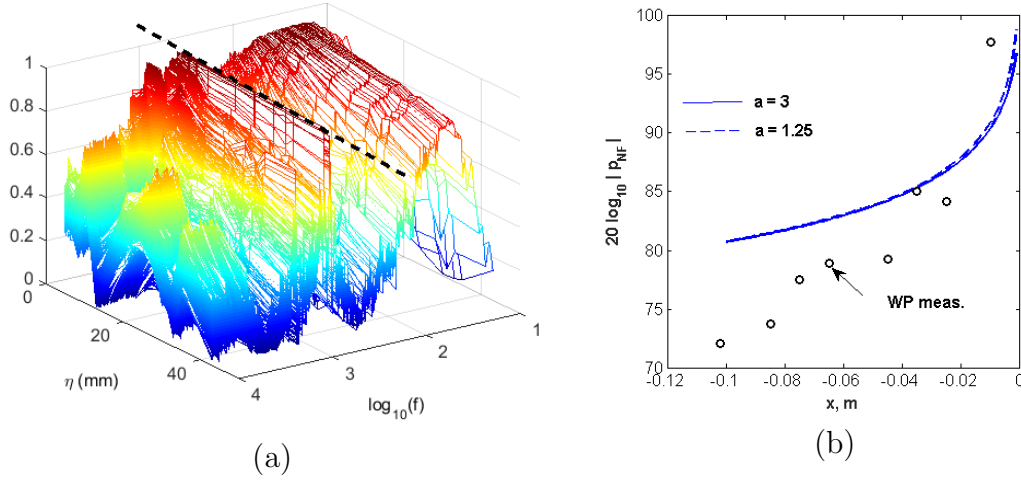 1
0.8
0.6
0.4
0.2
0
0
20
40
η (mm)
4
3
2
1
log₁₀(f)
(a)
100
95
90
85
80
75
70
20 log₁₀ | p_NF |
a = 3
a = 1.25
WP meas.
-0.12 -0.1 -0.08 -0.06 -0.04 -0.02 0
x, m
(b)